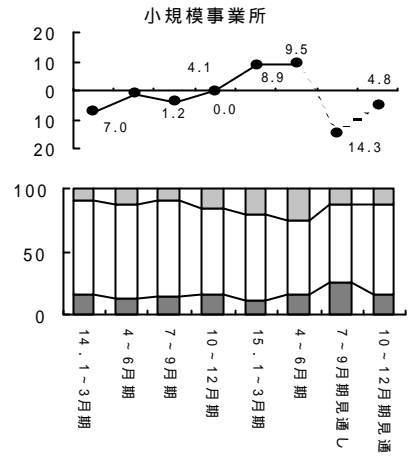 小規模事業所
20
10
0
10
20
7.0
1.2
4.1
0.0
8.9
9.5
14.3
4.8
100
50
0
14.1~3月期
4~6月期
7~9月期
10~12月期
15.1~3月期
4~6月期
7~9月期見通し
10~12月期見通